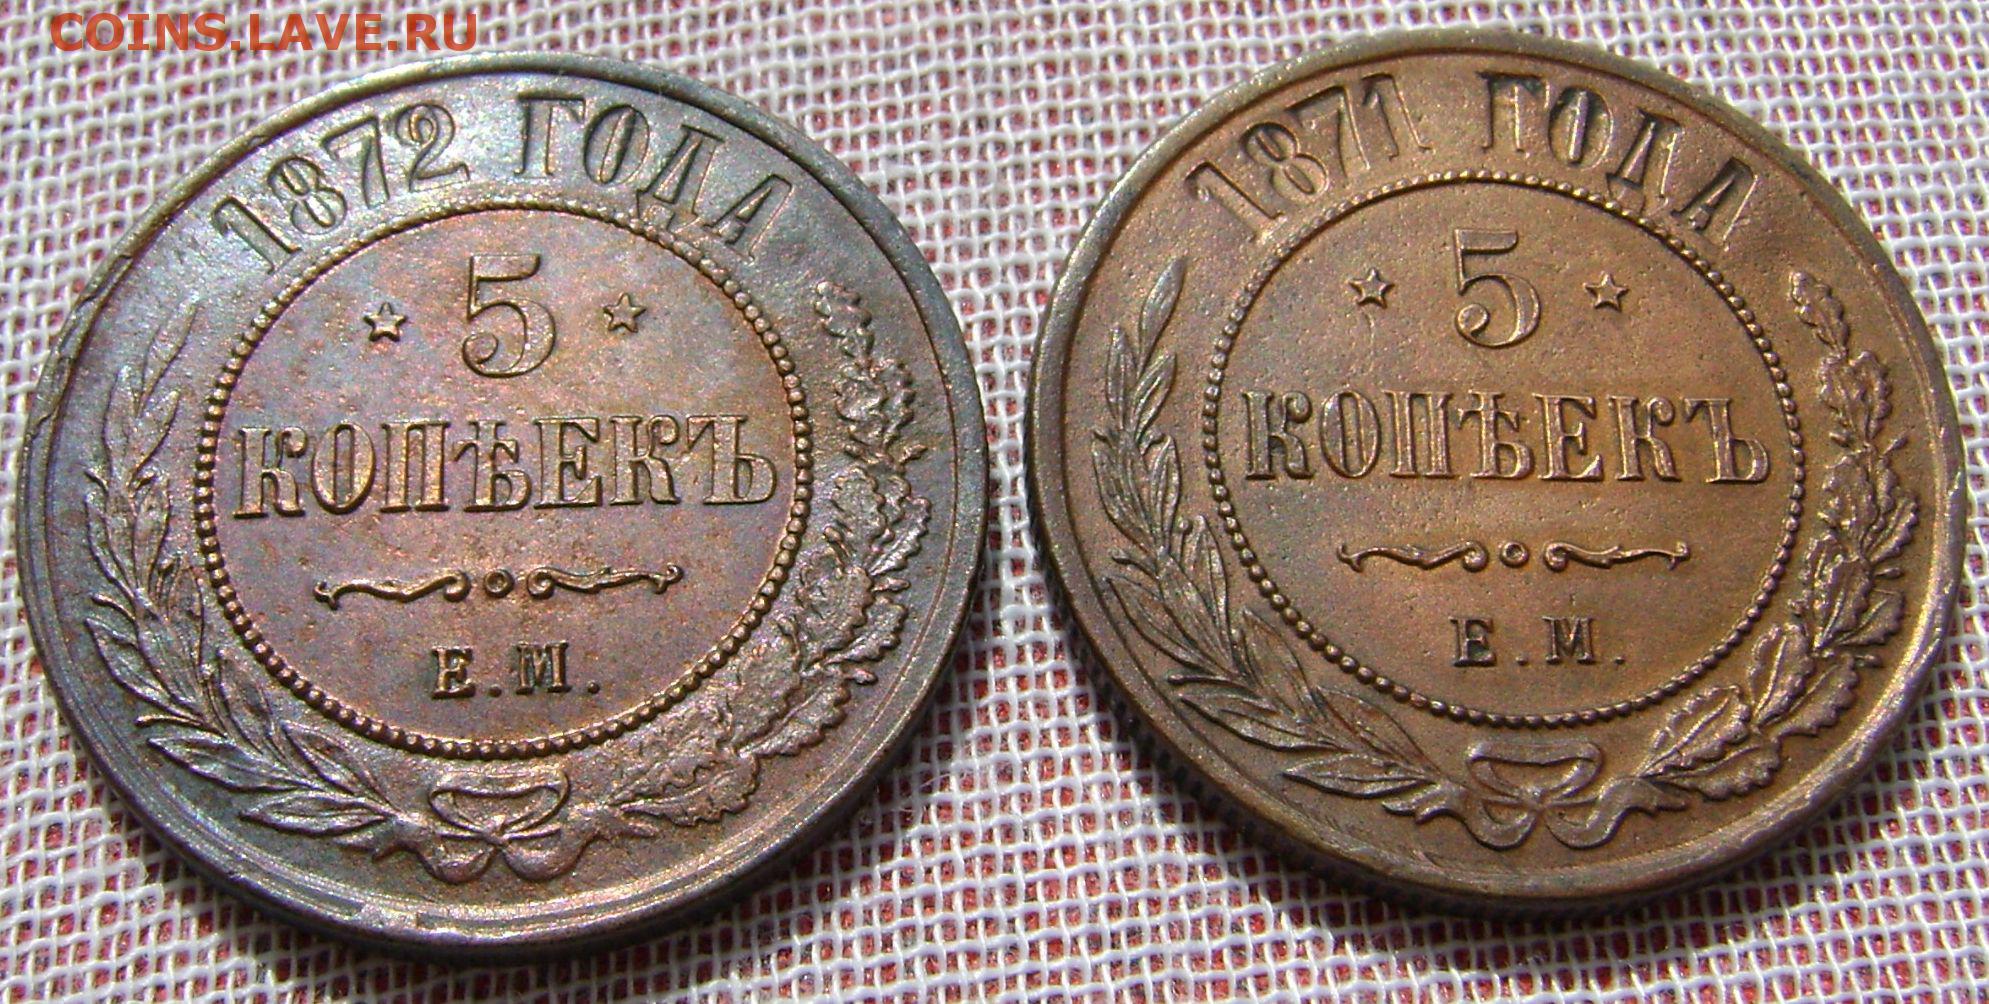 COINS.LAVE.RU
1872 ГОДА
5
КОПѢЕКЪ
Е.М.
1871 ГОДА
5
КОПѢЕКЪ
Е.М.